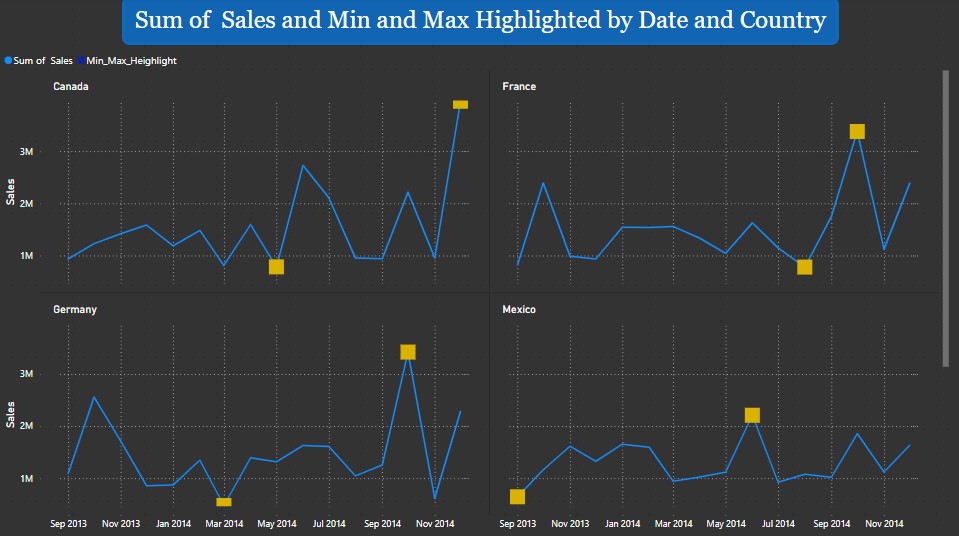 Sum of  Sales and Min and Max Highlighted by Date and Country
Sum of  Sales Min_Max_Heighlight
Canada
France
Sales
3M
2M
1M
Germany
Mexico
Sales
3M
2M
1M
Sep 2013 Nov 2013 Jan 2014 Mar 2014 May 2014 Jul 2014 Sep 2014 Nov 2014
Sep 2013 Nov 2013 Jan 2014 Mar 2014 May 2014 Jul 2014 Sep 2014 Nov 2014